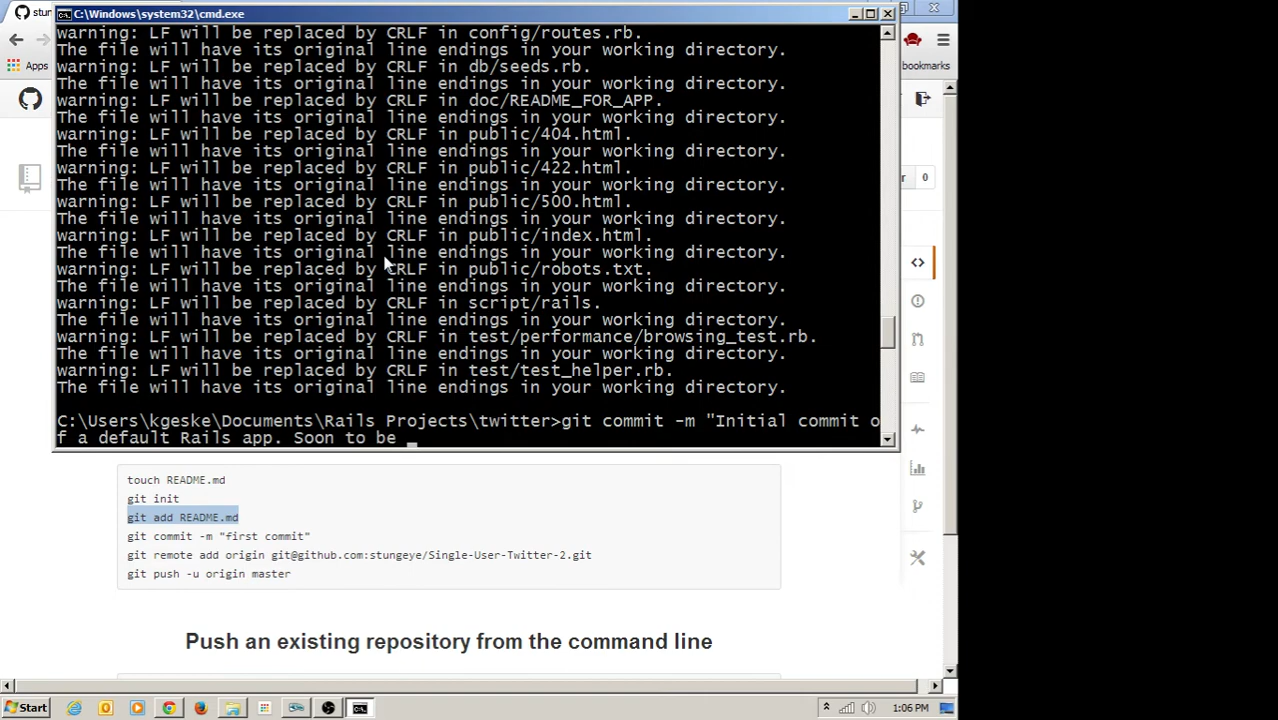 stun
C:\Windows\system32\cmd.exe
Apps
bookmarks
warning: LF will be replaced by CRLF in config/routes.rb.
The file will have its original line endings in your working directory.
warning: LF will be replaced by CRLF in db/seeds.rb.
The file will have its original line endings in your working directory.
warning: LF will be replaced by CRLF in doc/README_FOR_APP.
The file will have its original line endings in your working directory.
warning: LF will be replaced by CRLF in public/404.html.
The file will have its original line endings in your working directory.
warning: LF will be replaced by CRLF in public/422.html.
The file will have its original line endings in your working directory.
warning: LF will be replaced by CRLF in public/500.html.
The file will have its original line endings in your working directory.
warning: LF will be replaced by CRLF in public/index.html.
The file will have its original line endings in your working directory.
warning: LF will be replaced by CRLF in public/robots.txt.
The file will have its original line endings in your working directory.
warning: LF will be replaced by CRLF in script/rails.
The file will have its original line endings in your working directory.
warning: LF will be replaced by CRLF in test/performance/browsing_test.rb.
The file will have its original line endings in your working directory.
warning: LF will be replaced by CRLF in test/test_helper.rb.
The file will have its original line endings in your working directory.
C:\Users\kgeske\Documents\Rails Projects\twitter>git commit -m "Initial commit o
f a default Rails app. Soon to be _
r 0
touch README.md
git init
git add README.md
git commit -m "first commit"
git remote add origin git@github.com:stungeye/Single-User-Twitter-2.git
git push -u origin master
Push an existing repository from the command line
Start
1:06 PM